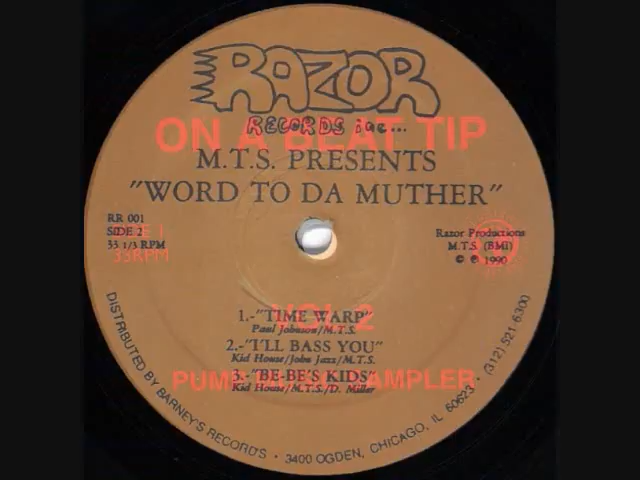 RAZOR
RECORDS inc...
ON A BEAT TIP
M.T.S. PRESENTS
"WORD TO DA MUTHER"
RR 001
SIDE 2
33 1/3 RPM
33RPM
Razor Productions
M.T.S. (BMI)
© ℗ 1990
VOL 2
1.-"TIME WARP"
Paul Johnson/M.T.S.
2.-"I'LL BASS YOU"
Kid House/John Jazz/M.T.S.
3.-"BE-BE'S KIDS"
Kid House/M.T.S./D. Miller
SAMPLER
DISTRIBUTED BY BARNEY'S RECORDS • 3400 OGDEN, CHICAGO, IL 60623 • (312) 521 6300